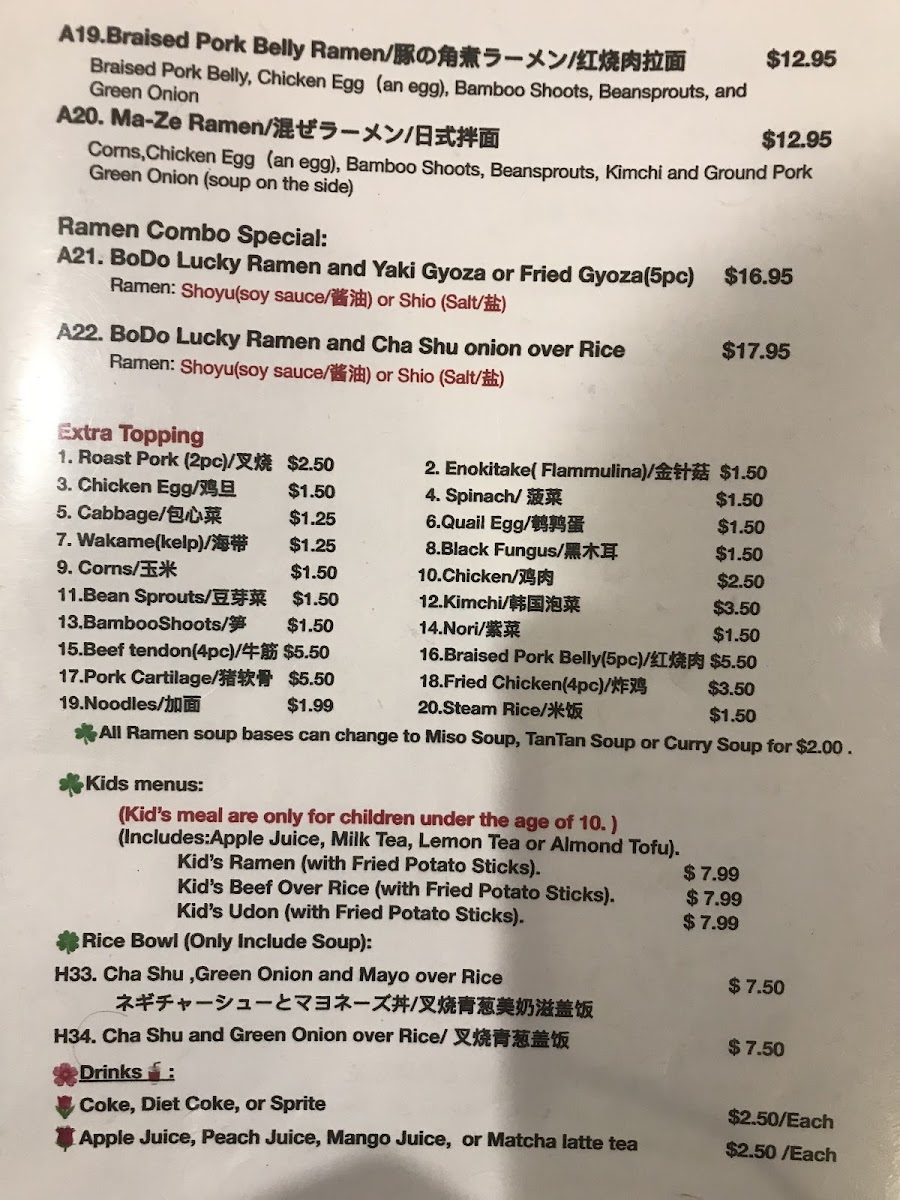 A19.Braised Pork Belly Ramen/豚の角煮ラーメン/红烧肉拉面 $12.95
Braised Pork Belly, Chicken Egg (an egg), Bamboo Shoots, Beansprouts, and
Green Onion
A20. Ma-Ze Ramen/混ぜラーメン/日式拌面 $12.95
Corns,Chicken Egg (an egg), Bamboo Shoots, Beansprouts, Kimchi and Ground Pork
Green Onion (soup on the side)
Ramen Combo Special:
A21. BoDo Lucky Ramen and Yaki Gyoza or Fried Gyoza(5pc) $16.95
Ramen: Shoyu(soy sauce/酱油) or Shio (Salt/盐)
A22. BoDo Lucky Ramen and Cha Shu onion over Rice $17.95
Ramen: Shoyu(soy sauce/酱油) or Shio (Salt/盐)
Extra Topping
1. Roast Pork (2pc)/叉烧 $2.50 2. Enokitake( Flammulina)/金针菇 $1.50
3. Chicken Egg/鸡旦 $1.50 4. Spinach/ 菠菜 $1.50
5. Cabbage/包心菜 $1.25 6.Quail Egg/鹌鹑蛋 $1.50
7. Wakame(kelp)/海带 $1.25 8.Black Fungus/黑木耳 $1.50
9. Corns/玉米 $1.50 10.Chicken/鸡肉 $2.50
11.Bean Sprouts/豆芽菜 $1.50 12.Kimchi/韩国泡菜 $3.50
13.BambooShoots/笋 $1.50 14.Nori/紫菜 $1.50
15.Beef tendon(4pc)/牛筋 $5.50 16.Braised Pork Belly(5pc)/红烧肉 $5.50
17.Pork Cartilage/猪软骨 $5.50 18.Fried Chicken(4pc)/炸鸡 $3.50
19.Noodles/加面 $1.99 20.Steam Rice/米饭 $1.50
All Ramen soup bases can change to Miso Soup, TanTan Soup or Curry Soup for $2.00 .
Kids menus:
(Kid's meal are only for children under the age of 10. )
(Includes:Apple Juice, Milk Tea, Lemon Tea or Almond Tofu).
Kid's Ramen (with Fried Potato Sticks). $ 7.99
Kid's Beef Over Rice (with Fried Potato Sticks). $ 7.99
Kid's Udon (with Fried Potato Sticks). $ 7.99
Rice Bowl (Only Include Soup):
H33. Cha Shu ,Green Onion and Mayo over Rice $ 7.50
ネギチャーシューとマヨネーズ丼/叉烧青葱美奶滋盖饭
H34. Cha Shu and Green Onion over Rice/ 叉烧青葱盖饭 $ 7.50
Drinks :
Coke, Diet Coke, or Sprite $2.50/Each
Apple Juice, Peach Juice, Mango Juice, or Matcha latte tea $2.50 /Each